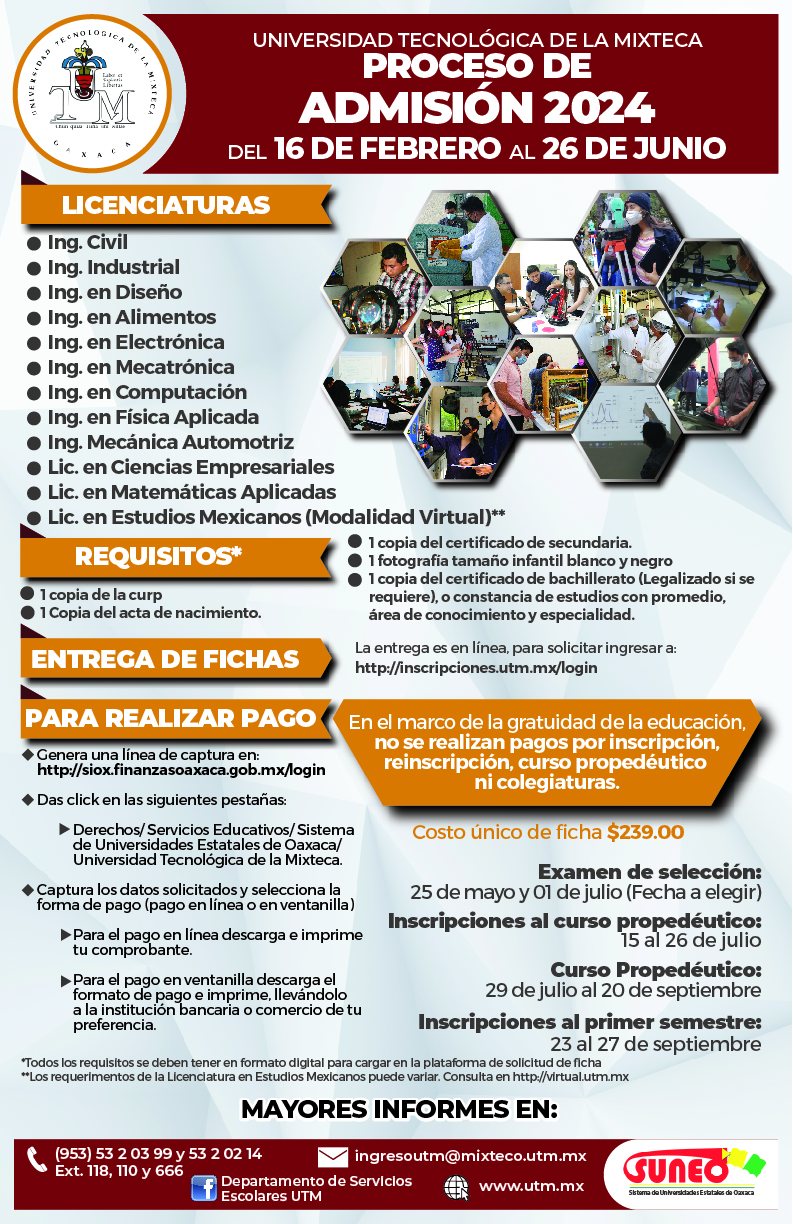 UNIVERSIDAD TECNOLÓGICA DE LA MIXTECA
OAXACA
Labor et
Sapientia
Libertas
UTM
UNIVERSIDAD TECNOLÓGICA DE LA MIXTECA
PROCESO DE
ADMISIÓN 2024
DEL 16 DE FEBRERO AL 26 DE JUNIO
LICENCIATURAS
● Ing. Civil
● Ing. Industrial
● Ing. en Diseño
● Ing. en Alimentos
● Ing. en Electrónica
● Ing. en Mecatrónica
● Ing. en Computación
● Ing. en Física Aplicada
● Ing. Mecánica Automotriz
● Lic. en Ciencias Empresariales
● Lic. en Matemáticas Aplicadas
● Lic. en Estudios Mexicanos (Modalidad Virtual)**
REQUISITOS*
● 1 copia de la curp
● 1 Copia del acta de nacimiento.
● 1 copia del certificado de secundaria.
● 1 fotografía tamaño infantil blanco y negro
● 1 copia del certificado de bachillerato (Legalizado si se
requiere), o constancia de estudios con promedio,
área de conocimiento y especialidad.
ENTREGA DE FICHAS
La entrega es en línea, para solicitar ingresar a:
http://inscripciones.utm.mx/login
PARA REALIZAR PAGO
◆ Genera una línea de captura en:
http://siox.finanzasoaxaca.gob.mx/login
◆ Das click en las siguientes pestañas:
▶ Derechos/ Servicios Educativos/ Sistema
de Universidades Estatales de Oaxaca/
Universidad Tecnológica de la Mixteca.
◆ Captura los datos solicitados y selecciona la
forma de pago (pago en línea o en ventanilla)
▶ Para el pago en línea descarga e imprime
tu comprobante.
▶ Para el pago en ventanilla descarga el
formato de pago e imprime, llevándolo
a la institución bancaria o comercio de tu
preferencia.
En el marco de la gratuidad de la educación,
no se realizan pagos por inscripción,
reinscripción, curso propedéutico
ni colegiaturas.
Costo único de ficha $239.00
Examen de selección:
25 de mayo y 01 de julio (Fecha a elegir)
Inscripciones al curso propedéutico:
15 al 26 de julio
Curso Propedéutico:
29 de julio al 20 de septiembre
Inscripciones al primer semestre:
23 al 27 de septiembre
*Todos los requisitos se deben tener en formato digital para cargar en la plataforma de solicitud de ficha
**Los requerimentos de la Licenciatura en Estudios Mexicanos puede variar. Consulta en http://virtual.utm.mx
MAYORES INFORMES EN:
(953) 53 2 03 99 y 53 2 02 14
Ext. 118, 110 y 666
Departamento de Servicios
Escolares UTM
ingresoutm@mixteco.utm.mx
www.utm.mx
SUNEO
Sistema de Universidades Estatales de Oaxaca